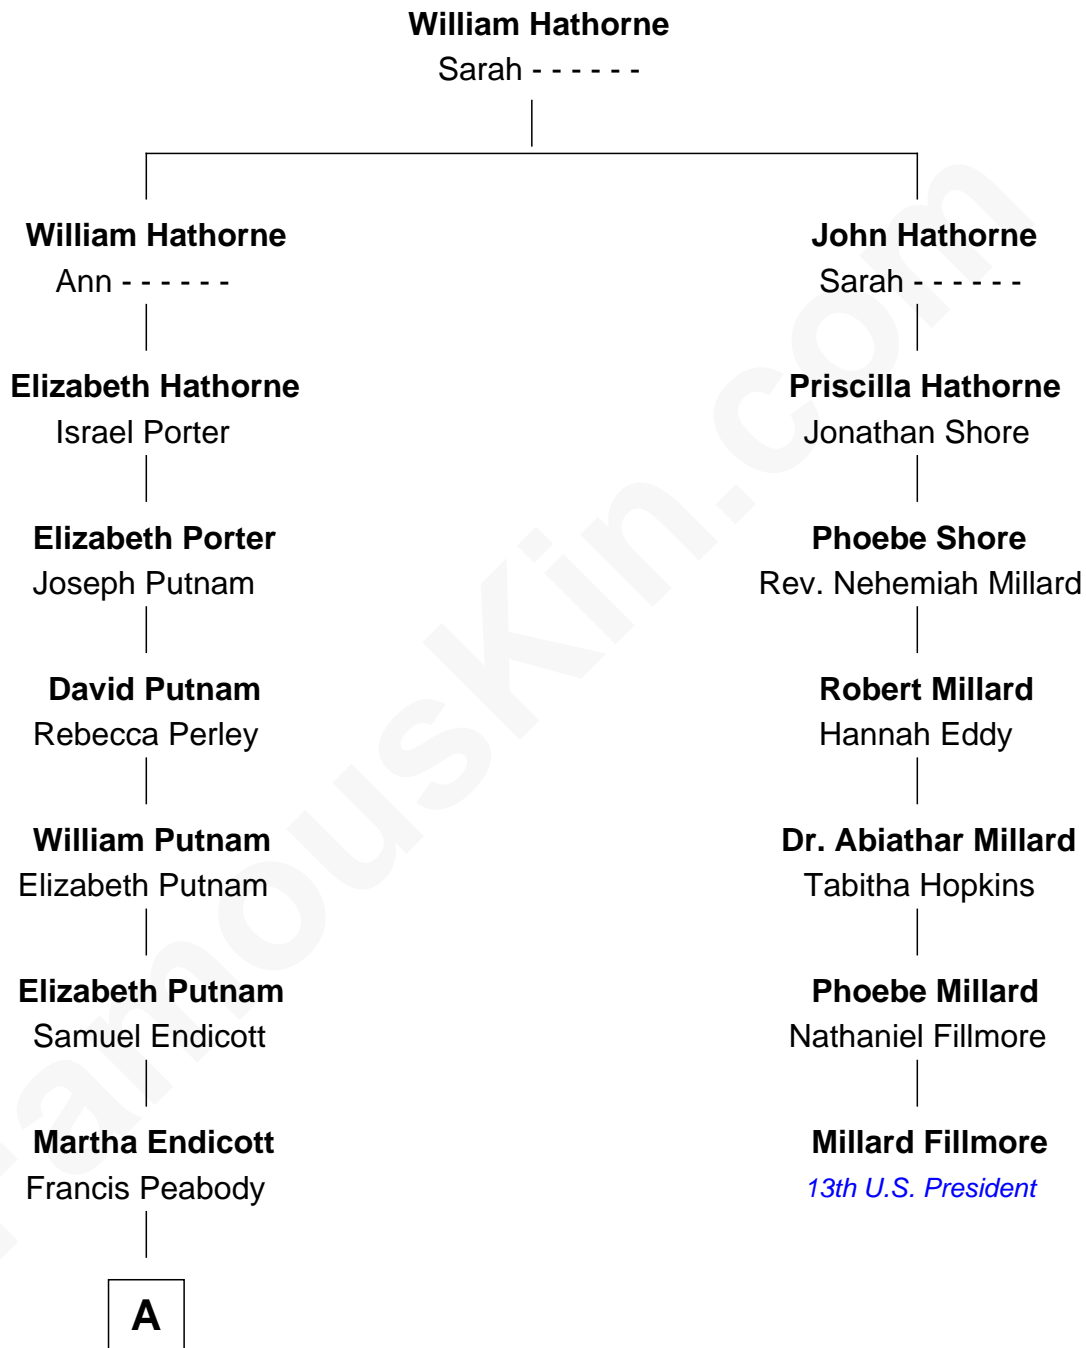 William Hathorne
Sarah - - - - - -
William Hathorne
Ann - - - - - -
John Hathorne
Sarah - - - - - -
Elizabeth Hathorne
Israel Porter
Priscilla Hathorne
Jonathan Shore
Elizabeth Porter
Joseph Putnam
Phoebe Shore
Rev. Nehemiah Millard
David Putnam
Rebecca Perley
Robert Millard
Hannah Eddy
William Putnam
Elizabeth Putnam
Dr. Abiathar Millard
Tabitha Hopkins
Elizabeth Putnam
Samuel Endicott
Phoebe Millard
Nathaniel Fillmore
Martha Endicott
Francis Peabody
Millard Fillmore
13th U.S. President
A
FamousKin.com